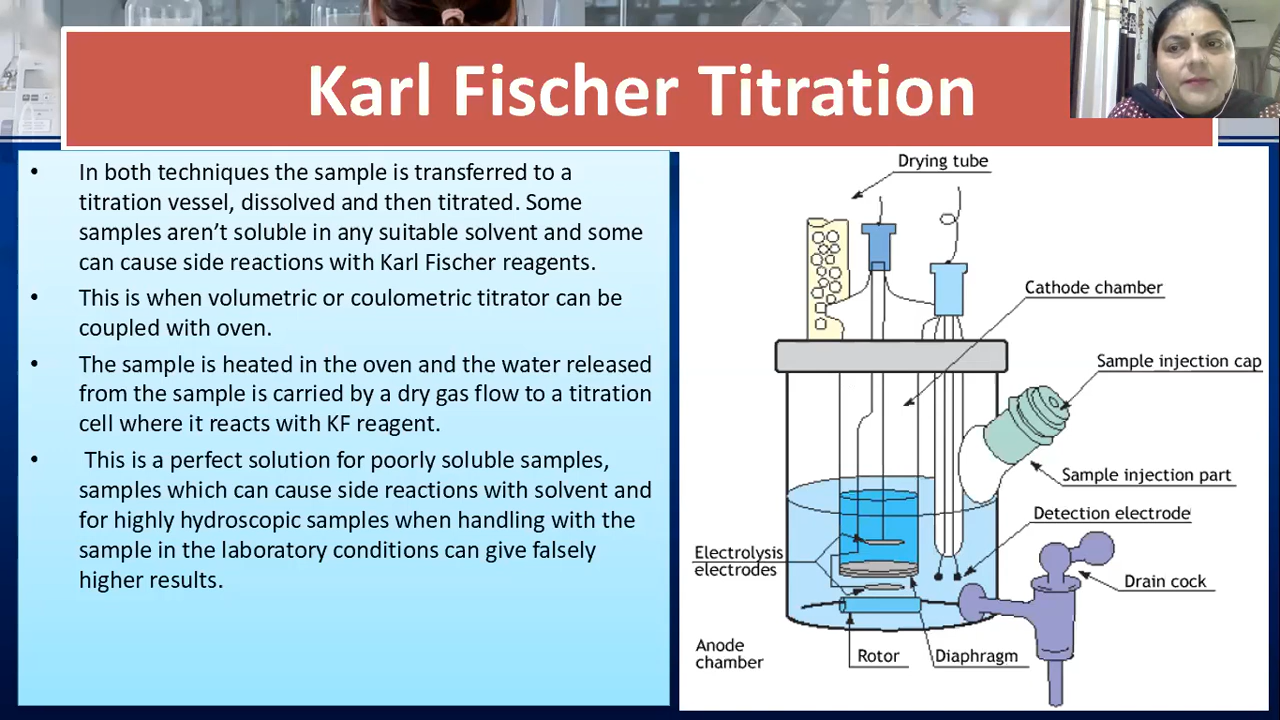 Karl Fischer Titration
• In both techniques the sample is transferred to a
titration vessel, dissolved and then titrated. Some
samples aren't soluble in any suitable solvent and some
can cause side reactions with Karl Fischer reagents.
• This is when volumetric or coulometric titrator can be
coupled with oven.
• The sample is heated in the oven and the water released
from the sample is carried by a dry gas flow to a titration
cell where it reacts with KF reagent.
• This is a perfect solution for poorly soluble samples,
samples which can cause side reactions with solvent and
for highly hydroscopic samples when handling with the
sample in the laboratory conditions can give falsely
higher results.
Drying tube
Cathode chamber
Sample injection cap
Sample injection part
Detection electrode
Electrolysis
electrodes
Drain cock
Anode
chamber
Rotor
Diaphragm